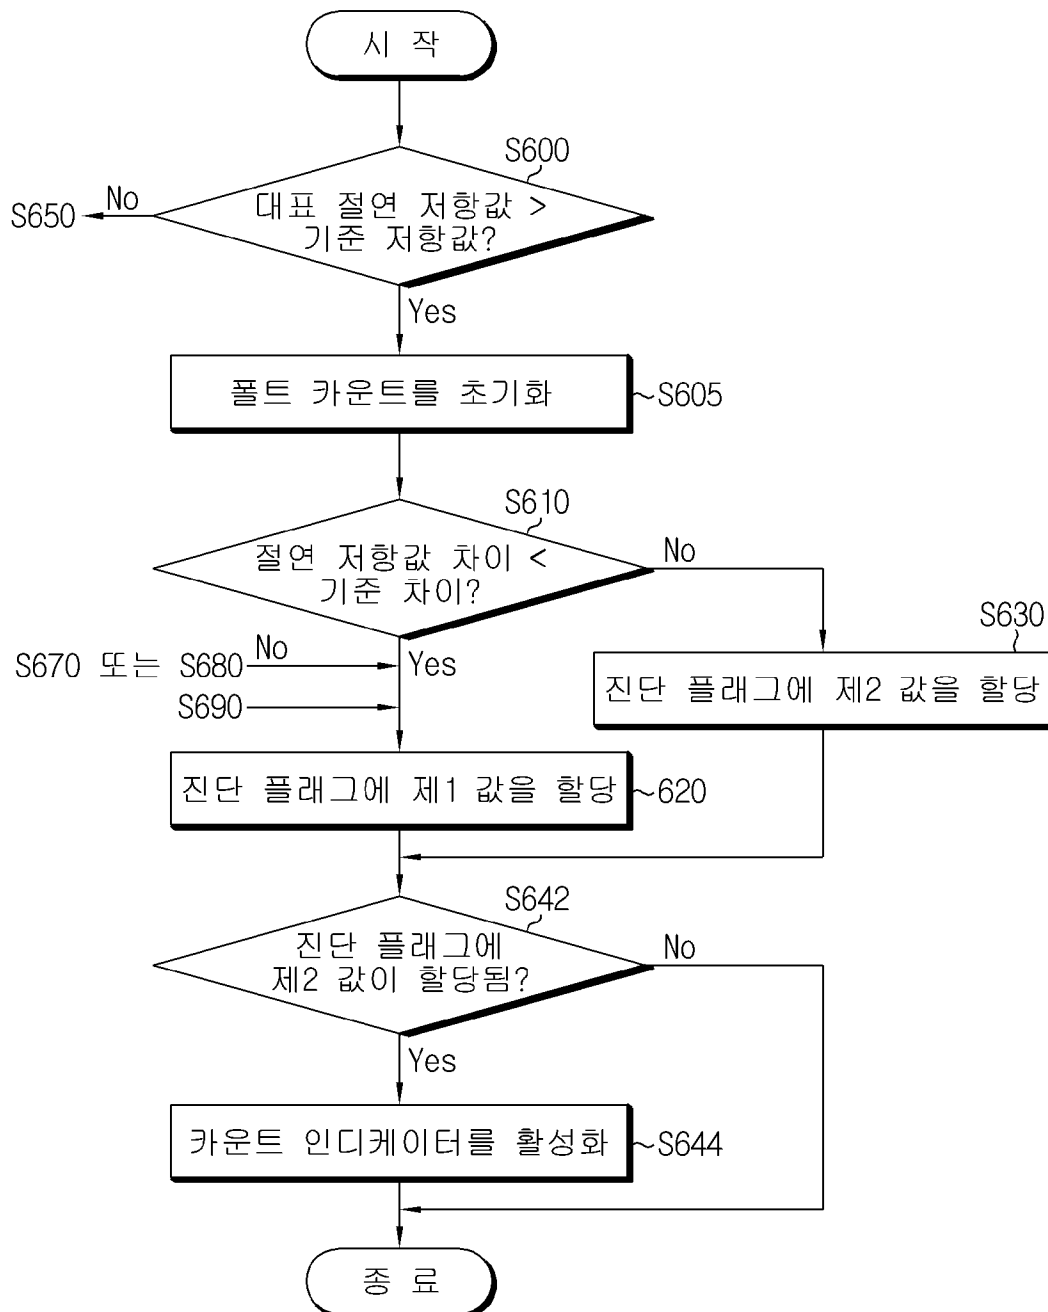 시 작
S600
대표 절연 저항값 >
기준 저항값?
No
S650
Yes
폴트 카운트를 초기화
S605
S610
절연 저항값 차이 <
기준 차이?
No
S630
진단 플래그에 제2 값을 할당
S670 또는 S680
No
Yes
S690
진단 플래그에 제1 값을 할당
620
S642
진단 플래그에
제2 값이 할당됨?
No
Yes
카운트 인디케이터를 활성화
S644
종 료